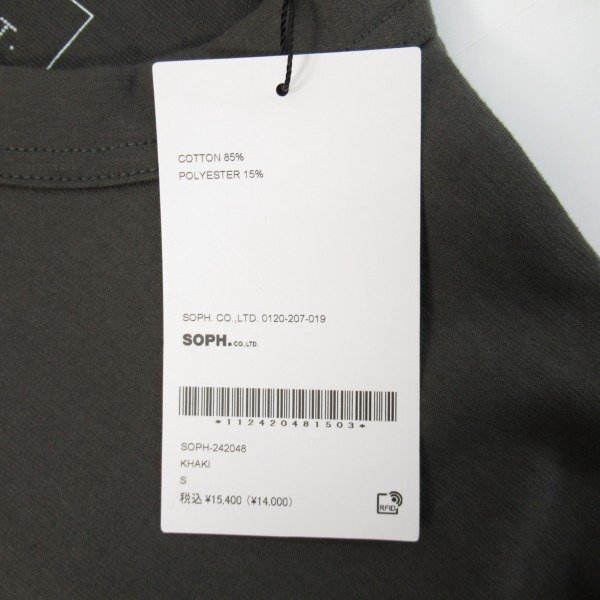 T.
COTTON 85%
POLYESTER 15%
SOPH. CO.,LTD. 0120-207-019
SOPH. CO.,LTD.
*112420481503*
SOPH-242048
KHAKI
S
税込 ¥15,400 (¥14,000)
RFID